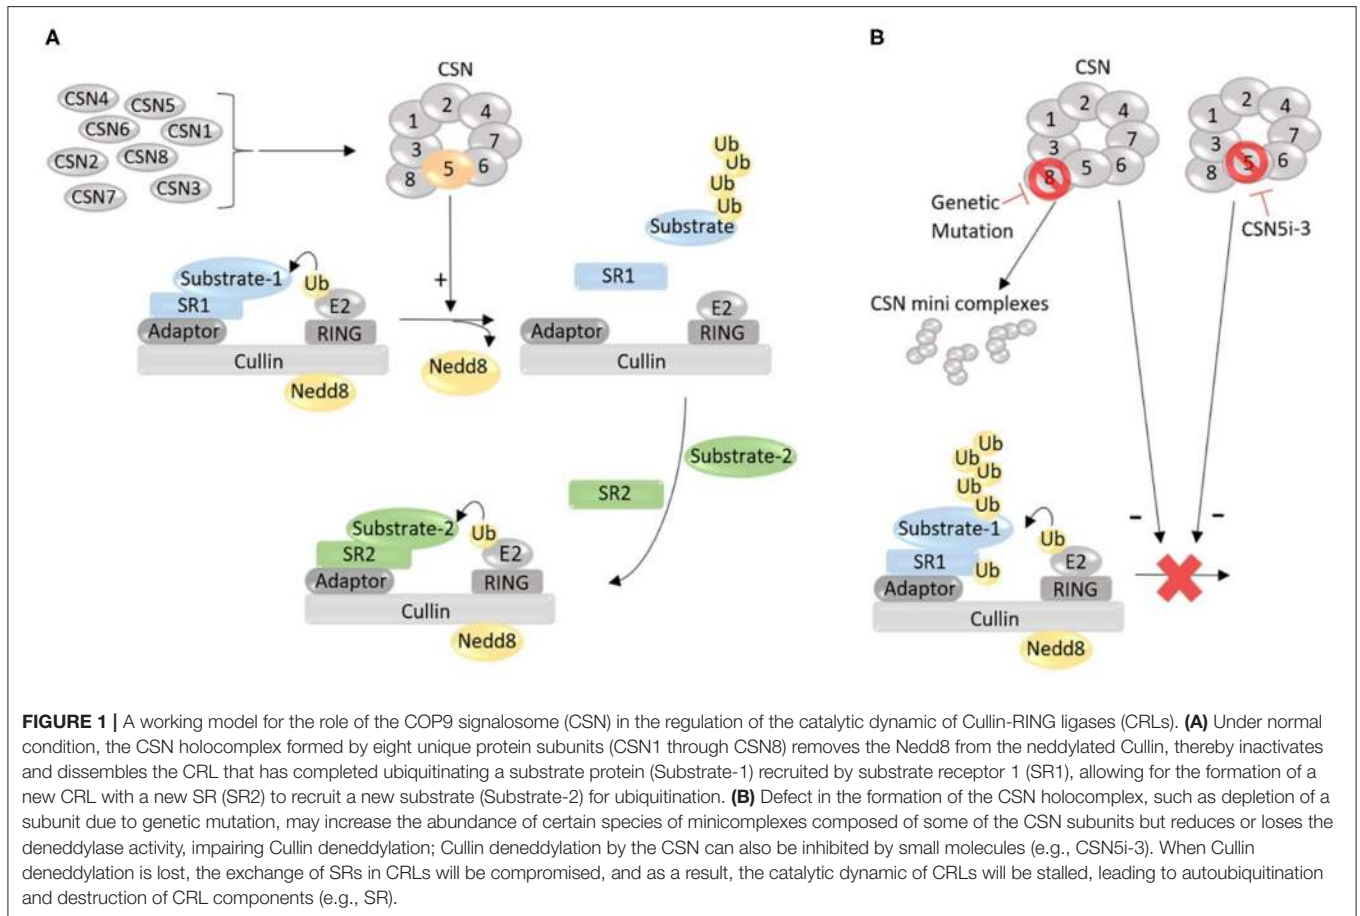 A
CSN4
CSN5
CSN6
CSN1
CSN2
CSN8
CSN7
CSN3
CSN
2
1
4
3
7
5
6
8
+
Substrate-1
Ub
SR1
E2
Adaptor
RING
Cullin
Nedd8
Nedd8
Ub
Ub
Ub
Ub
Substrate
SR1
E2
Adaptor
RING
Cullin
Substrate-2
SR2
Substrate-2
Ub
SR2
E2
Adaptor
RING
Cullin
Nedd8
B
CSN
2
1
4
3
7
8
5
6
2
1
4
3
7
5
6
8
Genetic
Mutation
CSN5i-3
CSN mini complexes
Ub
Ub
Ub
Ub
Ub
Substrate-1
Ub
SR1
Ub
E2
Adaptor
RING
Cullin
Nedd8
–
–
FIGURE 1 | A working model for the role of the COP9 signalosome (CSN) in the regulation of the catalytic dynamic of Cullin-RING ligases (CRLs). (A) Under normal
condition, the CSN holocomplex formed by eight unique protein subunits (CSN1 through CSN8) removes the Nedd8 from the neddylated Cullin, thereby inactivates
and dissembles the CRL that has completed ubiquitinating a substrate protein (Substrate-1) recruited by substrate receptor 1 (SR1), allowing for the formation of a
new CRL with a new SR (SR2) to recruit a new substrate (Substrate-2) for ubiquitination. (B) Defect in the formation of the CSN holocomplex, such as depletion of a
subunit due to genetic mutation, may increase the abundance of certain species of minicomplexes composed of some of the CSN subunits but reduces or loses the
deneddylase activity, impairing Cullin deneddylation; Cullin deneddylation by the CSN can also be inhibited by small molecules (e.g., CSN5i-3). When Cullin
deneddylation is lost, the exchange of SRs in CRLs will be compromised, and as a result, the catalytic dynamic of CRLs will be stalled, leading to autoubiquitination
and destruction of CRL components (e.g., SR).